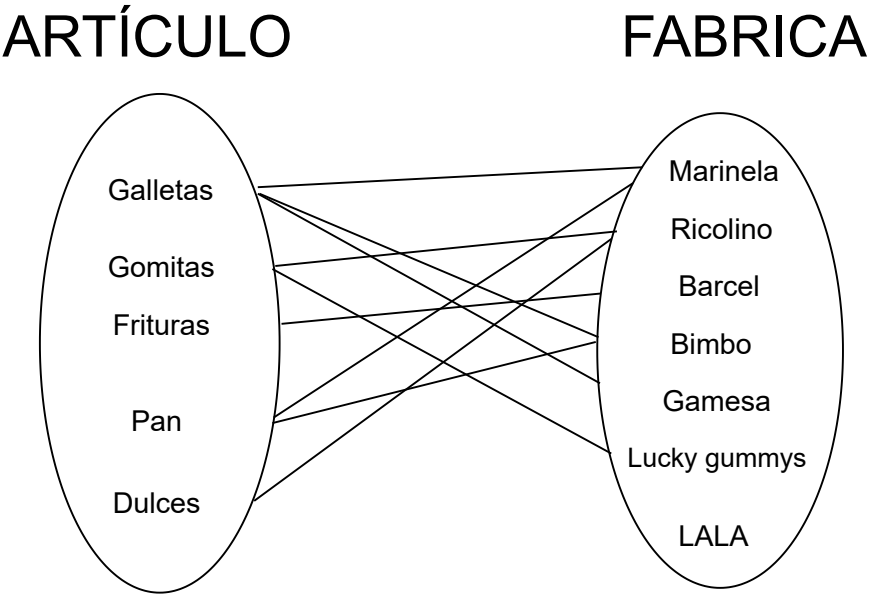 ARTÍCULO
FABRICA
Galletas
Gomitas
Frituras
Pan
Dulces
Marinela
Ricolino
Barcel
Bimbo
Gamesa
Lucky gummys
LALA